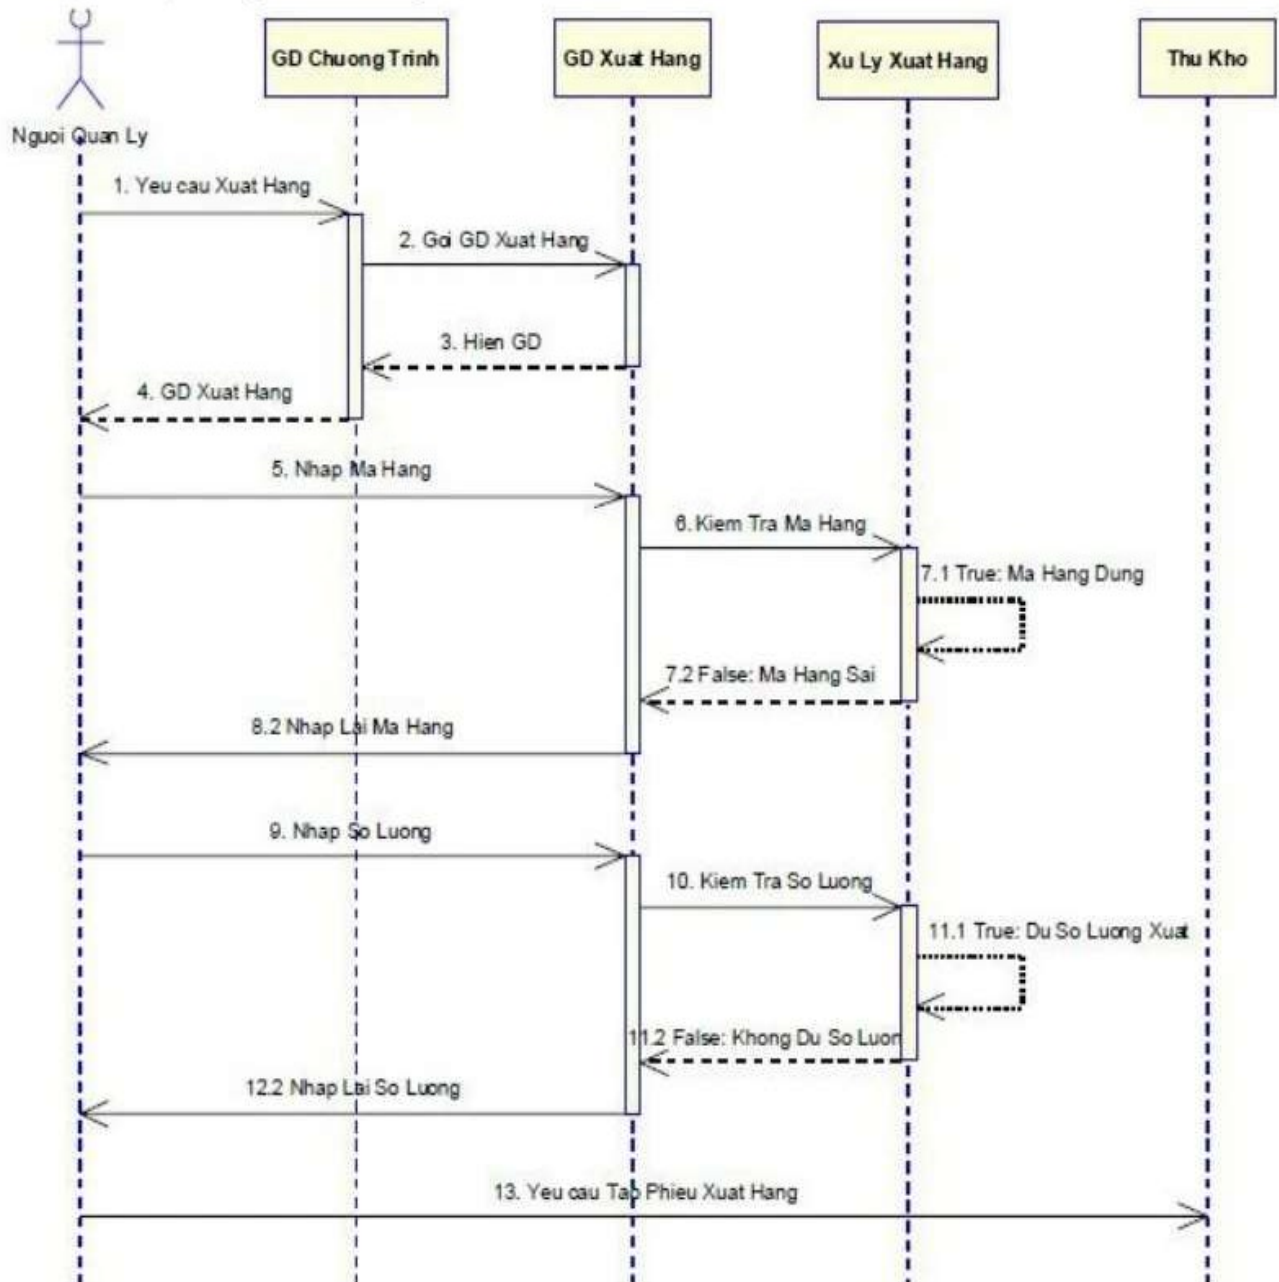 GD Chuong Trinh
GD Xuat Hang
Xu Ly Xuat Hang
Thu Kho
Nguoi Quan Ly
1. Yeu cau Xuat Hang
2. Goi GD Xuat Hang
3. Hien GD
4. GD Xuat Hang
5. Nhap Ma Hang
6. Kiem Tra Ma Hang
7.1 True: Ma Hang Dung
7.2 False: Ma Hang Sai
8.2 Nhap Lai Ma Hang
9. Nhap So Luong
10. Kiem Tra So Luong
11.1 True: Du So Luong Xuat
11.2 False: Khong Du So Luon
12.2 Nhap Lai So Luong
13. Yeu cau Tao Phieu Xuat Hang